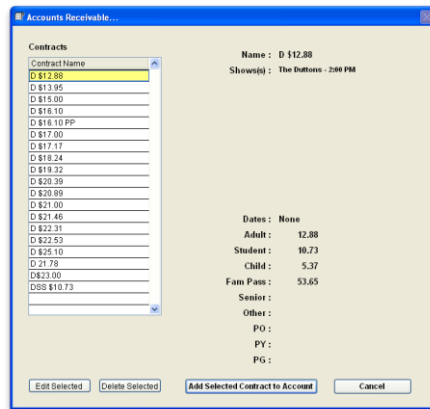 Accounts Receivable...
Contracts
Contract Name
D $12.88
D $13.95
D $15.00
D $16.10
D $16.10 PP
D $17.00
D $17.17
D $18.24
D $19.32
D $20.39
D $20.89
D $21.00
D $21.46
D $22.31
D $22.53
D $25.10
D 21.78
D$23.00
DSS $10.73
Name : D $12.88
Shows(s) : The Duttons - 2:00 PM
Dates : None
Adult : 12.88
Student : 10.73
Child : 5.37
Fam Pass : 53.65
Senior :
Other :
PO :
PY :
PG :
Edit Selected Delete Selected Add Selected Contract to Account Cancel